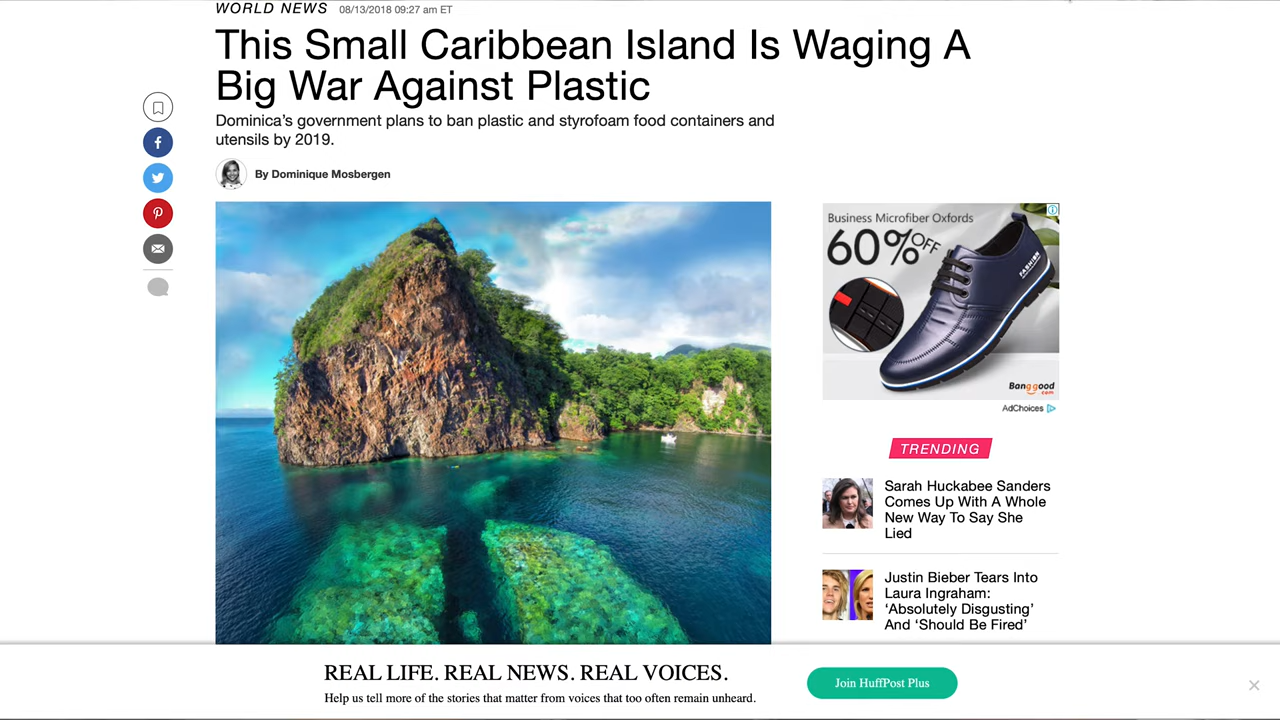 WORLD NEWS 08/13/2018 09:27 am ET
This Small Caribbean Island Is Waging A
Big War Against Plastic
Dominica's government plans to ban plastic and styrofoam food containers and
utensils by 2019.
By Dominique Mosbergen
Business Microfiber Oxfords
60% OFF
FASHION
Banggood
.com
AdChoices
TRENDING
Sarah Huckabee Sanders
Comes Up With A Whole
New Way To Say She
Lied
Justin Bieber Tears Into
Laura Ingraham:
‘Absolutely Disgusting’
And ‘Should Be Fired’
REAL LIFE. REAL NEWS. REAL VOICES.
Help us tell more of the stories that matter from voices that too often remain unheard.
Join HuffPost Plus